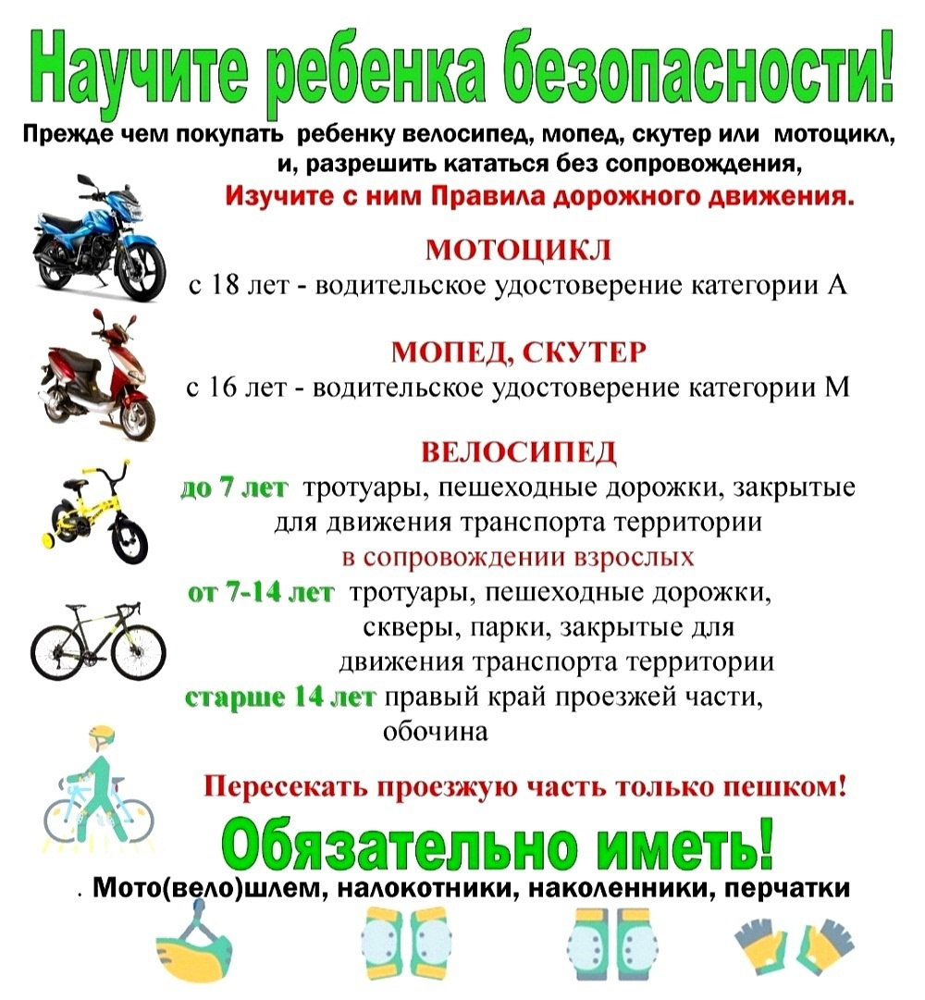 Научите ребенка безопасности!
Прежде чем покупать ребенку велосипед, мопед, скутер или мотоцикл,
и, разрешить кататься без сопровождения,
Изучите с ним Правила дорожного движения.
МОТОЦИКЛ
с 18 лет - водительское удостоверение категории А
МОПЕД, СКУТЕР
с 16 лет - водительское удостоверение категории М
ВЕЛОСИПЕД
до 7 лет тротуары, пешеходные дорожки, закрытые
для движения транспорта территории
в сопровождении взрослых
от 7-14 лет тротуары, пешеходные дорожки,
скверы, парки, закрытые для
движения транспорта территории
старше 14 лет правый край проезжей части,
обочина
Пересекать проезжую часть только пешком!
Обязательно иметь!
. Мото(вело)шлем, налокотники, наколенники, перчатки